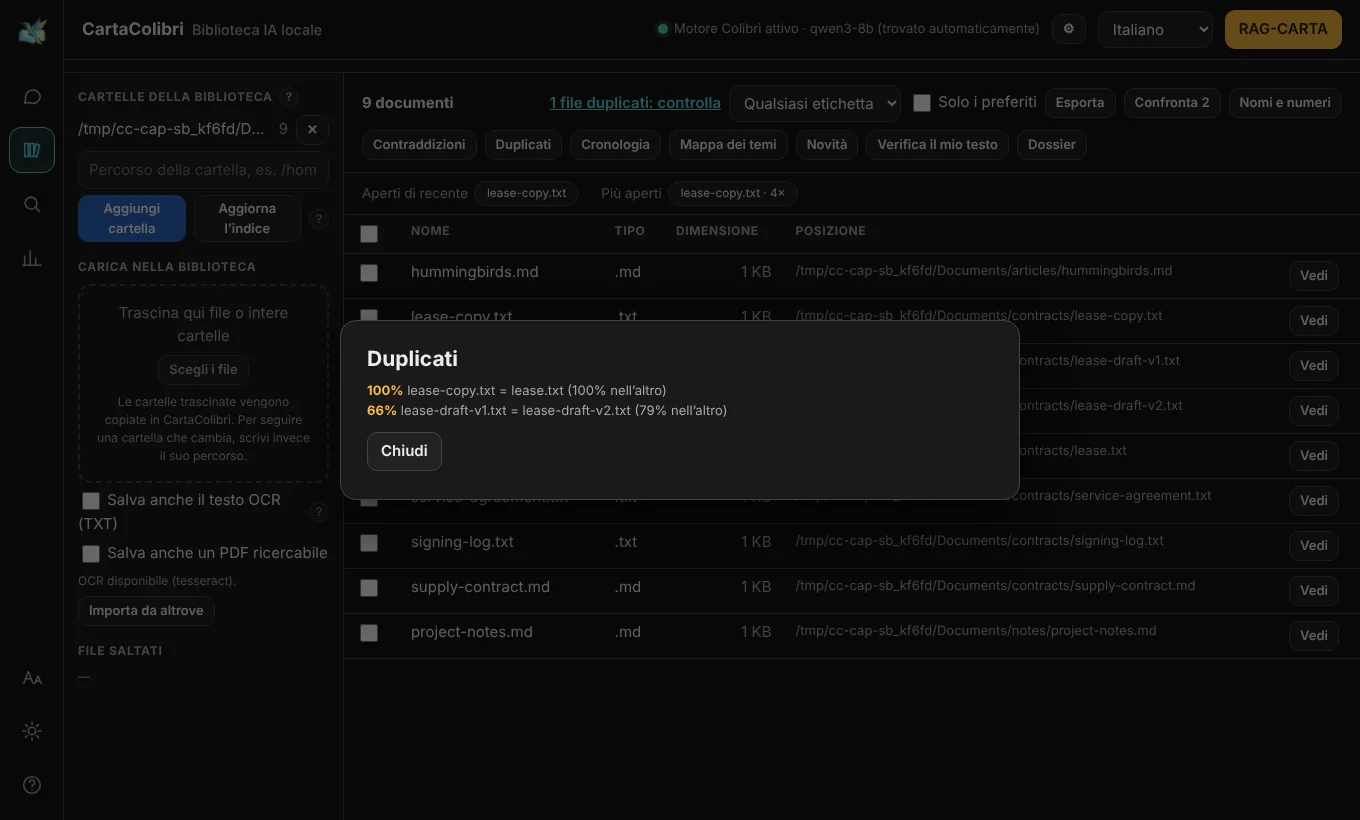 CartaColibri Biblioteca IA locale
Motore Colibrì attivo · qwen3-8b (trovato automaticamente)
⚙
Italiano
RAG-CARTA
CARTELLE DELLA BIBLIOTECA ?
/tmp/cc-cap-sb_kf6fd/D... 9 ✕
Percorso della cartella, es. /hom
Aggiungi cartella
Aggiorna l'indice
?
CARICA NELLA BIBLIOTECA
Trascina qui file o intere
cartelle
Scegli i file
Le cartelle trascinate vengono
copiate in CartaColibri. Per seguire
una cartella che cambia, scrivi invece
il suo percorso.
Salva anche il testo OCR
(TXT)
?
Salva anche un PDF ricercabile
OCR disponibile (tesseract).
Importa da altrove
FILE SALTATI
—
9 documenti
1 file duplicati: controlla
Qualsiasi etichetta
Solo i preferiti
Esporta
Confronta 2
Nomi e numeri
Contraddizioni
Duplicati
Cronologia
Mappa dei temi
Novità
Verifica il mio testo
Dossier
Aperti di recente lease-copy.txt Più aperti lease-copy.txt · 4×
NOME TIPO DIMENSIONE POSIZIONE
hummingbirds.md .md 1 KB /tmp/cc-cap-sb_kf6fd/Documents/articles/hummingbirds.md Vedi
lease-copy.txt .txt 1 KB /tmp/cc-cap-sb_kf6fd/Documents/contracts/lease-copy.txt Vedi
ontracts/lease-draft-v1.txt Vedi
ontracts/lease-draft-v2.txt Vedi
ontracts/lease.txt Vedi
service-agreement.txt .txt 1 KB ontracts/service-agreement.txt Vedi
signing-log.txt .txt 1 KB /tmp/cc-cap-sb_kf6fd/Documents/contracts/signing-log.txt Vedi
supply-contract.md .md 1 KB /tmp/cc-cap-sb_kf6fd/Documents/contracts/supply-contract.md Vedi
project-notes.md .md 1 KB /tmp/cc-cap-sb_kf6fd/Documents/notes/project-notes.md Vedi
Duplicati
100% lease-copy.txt = lease.txt (100% nell'altro)
66% lease-draft-v1.txt = lease-draft-v2.txt (79% nell'altro)
Chiudi
AA
?